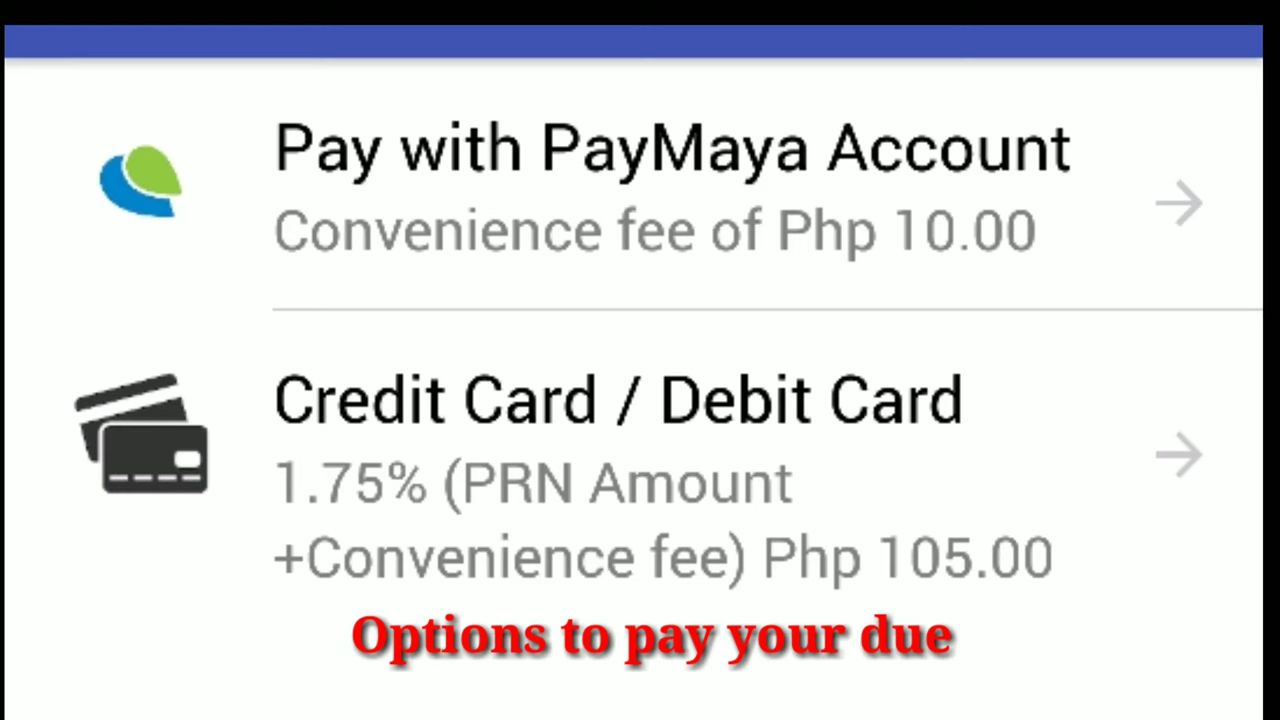 Pay with PayMaya Account
Convenience fee of Php 10.00
Credit Card / Debit Card
1.75% (PRN Amount
+Convenience fee) Php 105.00
Options to pay your due